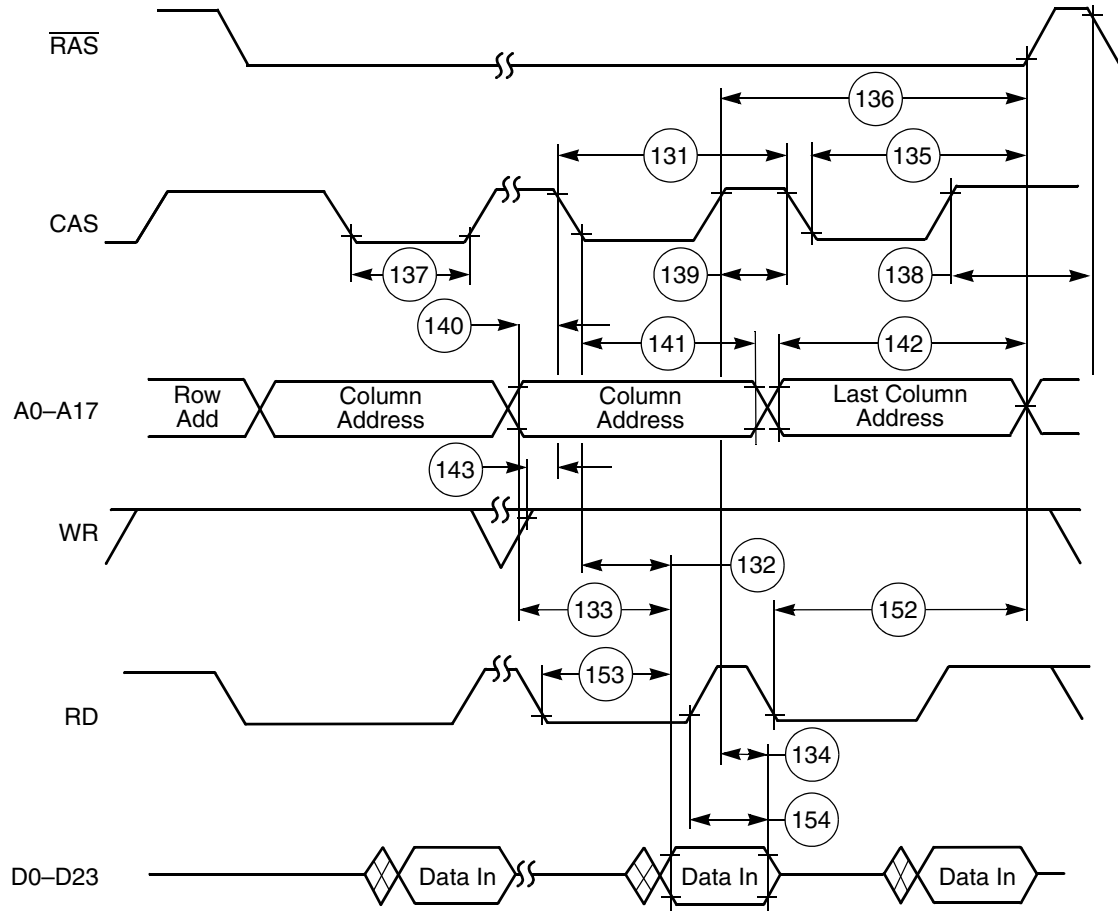 RAS
136
131
135
CAS
137
139
138
140
141
142
A0–A17
Row
Add
Column
Address
Column
Address
Last Column
Address
143
WR
132
133
152
153
RD
134
154
D0–D23
Data In
Data In
Data In